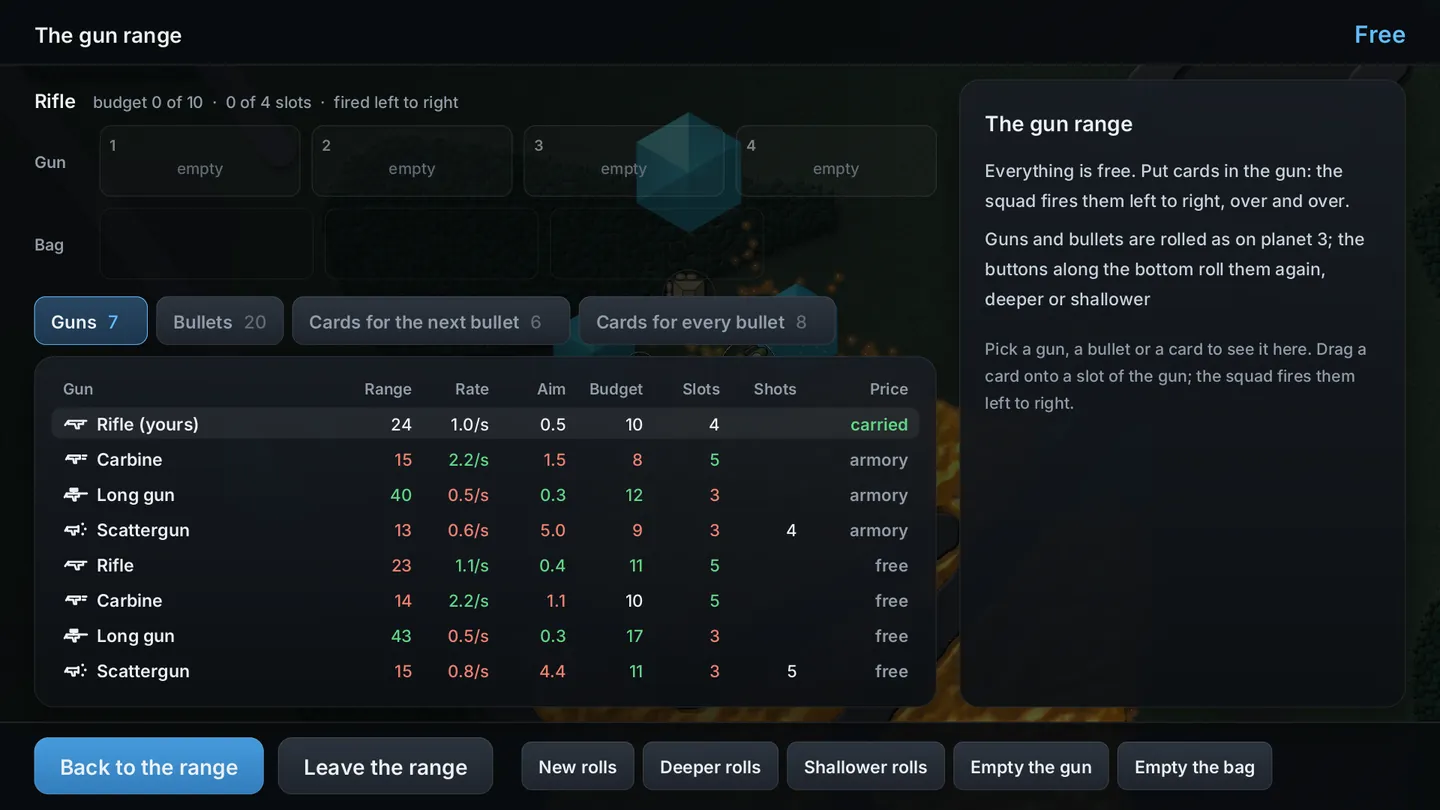 The gun range
Free
Rifle budget 0 of 10 · 0 of 4 slots · fired left to right
Gun
1 empty
2 empty
3 empty
4 empty
Bag
Guns 7
Bullets 20
Cards for the next bullet 6
Cards for every bullet 8
Gun Range Rate Aim Budget Slots Shots Price
Rifle (yours) 24 1.0/s 0.5 10 4 carried
Carbine 15 2.2/s 1.5 8 5 armory
Long gun 40 0.5/s 0.3 12 3 armory
Scattergun 13 0.6/s 5.0 9 3 4 armory
Rifle 23 1.1/s 0.4 11 5 free
Carbine 14 2.2/s 1.1 10 5 free
Long gun 43 0.5/s 0.3 17 3 free
Scattergun 15 0.8/s 4.4 11 3 5 free
The gun range
Everything is free. Put cards in the gun: the
squad fires them left to right, over and over.
Guns and bullets are rolled as on planet 3; the
buttons along the bottom roll them again,
deeper or shallower
Pick a gun, a bullet or a card to see it here. Drag a
card onto a slot of the gun; the squad fires them
left to right.
Back to the range
Leave the range
New rolls
Deeper rolls
Shallower rolls
Empty the gun
Empty the bag